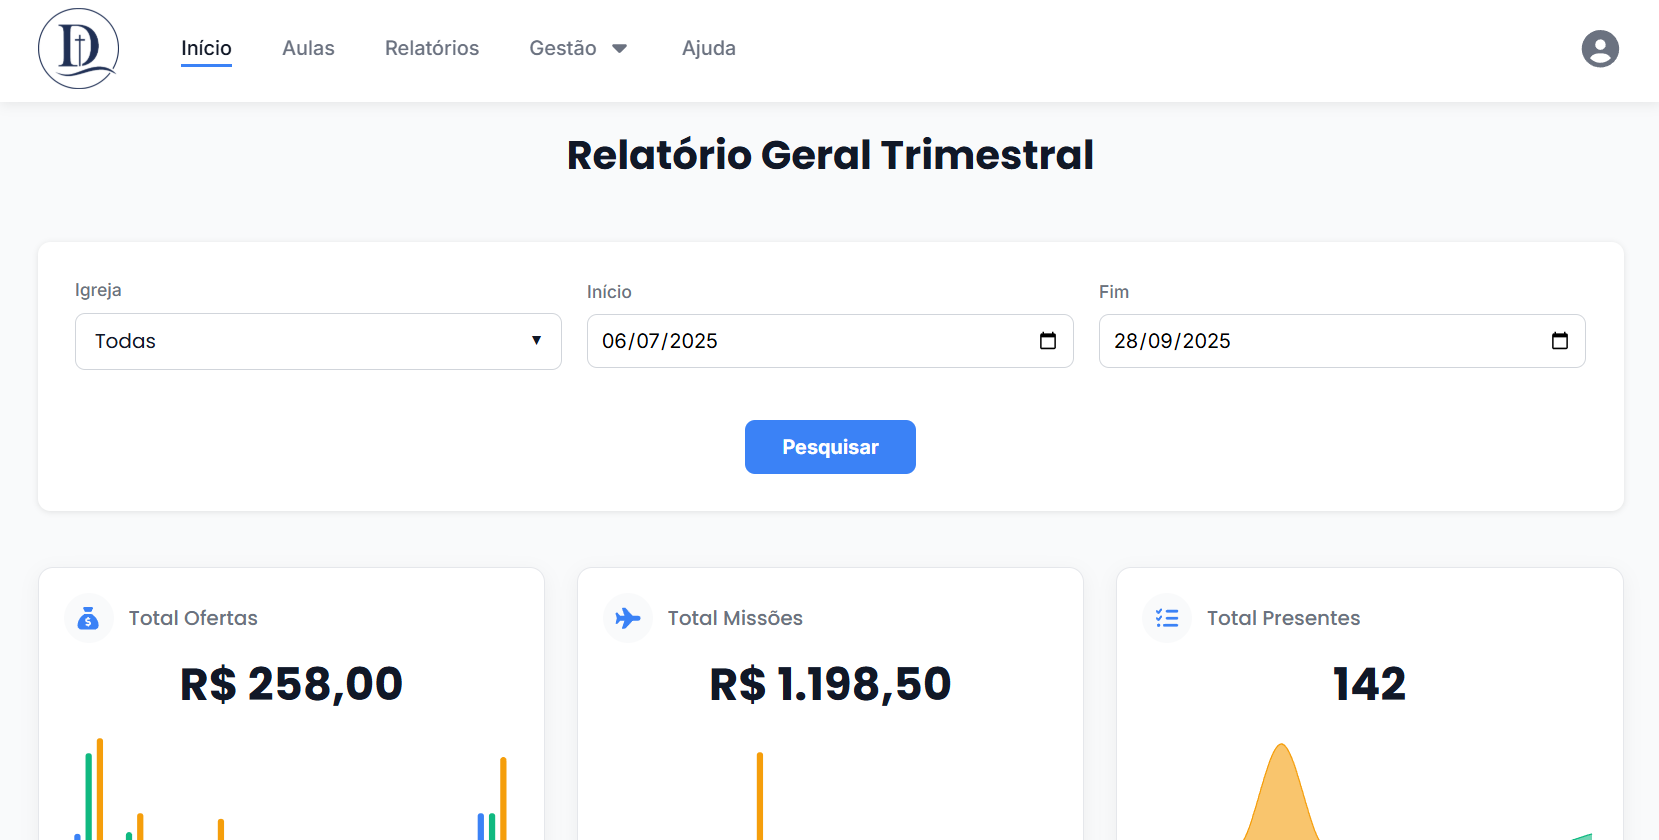 D
Início Aulas Relatórios Gestão Ajuda
Relatório Geral Trimestral
Igreja Início Fim
Todas 06/07/2025 28/09/2025
Pesquisar
Total Ofertas Total Missões Total Presentes
R$ 258,00 R$ 1.198,50 142